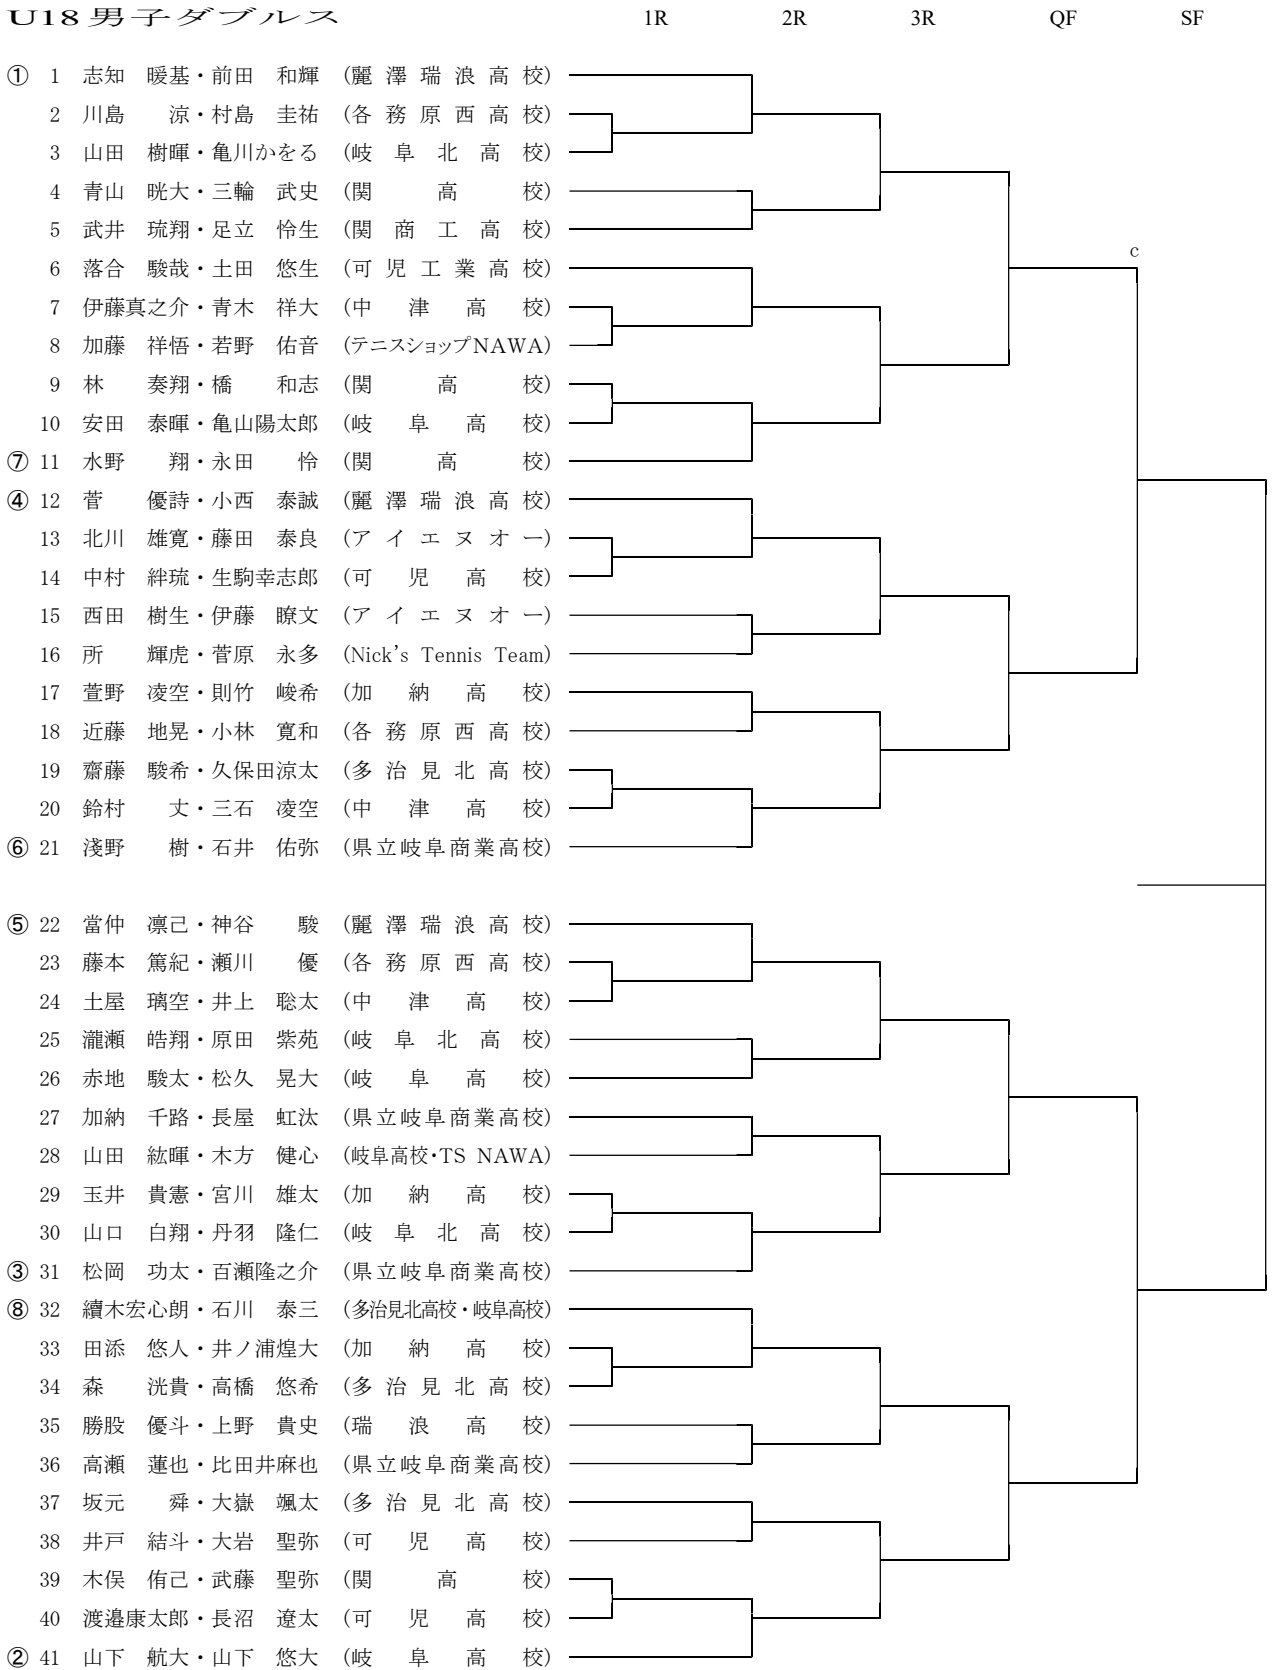 U18男子ダブルス 1R 2R 3R QF SF
① 1 志知 暖基・前田 和輝 (麗澤瑞浪高校)
2 川島 涼・村島 圭祐 (各務原西高校)
3 山田 樹暉・亀川かをる (岐阜北高校)
4 青山 晄大・三輪 武史 (関高校)
5 武井 琉翔・足立 怜生 (関商工高校)
c
6 落合 駿哉・土田 悠生 (可児工業高校)
7 伊藤真之介・青木 祥大 (中津高校)
8 加藤 祥悟・若野 佑音 (テニスショップNAWA)
9 林 奏翔・橋 和志 (関高校)
10 安田 泰暉・亀山陽太郎 (岐阜高校)
⑦ 11 水野 翔・永田 怜 (関高校)
④ 12 菅 優詩・小西 泰誠 (麗澤瑞浪高校)
13 北川 雄寛・藤田 泰良 (アイエヌオー)
14 中村 絆琉・生駒幸志郎 (可児高校)
15 西田 樹生・伊藤 瞭文 (アイエヌオー)
16 所 輝虎・菅原 永多 (Nick's Tennis Team)
17 萱野 凌空・則竹 峻希 (加納高校)
18 近藤 地晃・小林 寛和 (各務原西高校)
19 齋藤 駿希・久保田涼太 (多治見北高校)
20 鈴村 丈・三石 凌空 (中津高校)
⑥ 21 淺野 樹・石井 佑弥 (県立岐阜商業高校)
⑤ 22 當仲 凛己・神谷 駿 (麗澤瑞浪高校)
23 藤本 篤紀・瀬川 優 (各務原西高校)
24 土屋 璃空・井上 聡太 (中津高校)
25 瀧瀬 皓翔・原田 紫苑 (岐阜北高校)
26 赤地 駿太・松久 晃大 (岐阜高校)
27 加納 千路・長屋 虹汰 (県立岐阜商業高校)
28 山田 紘暉・木方 健心 (岐阜高校・TS NAWA)
29 玉井 貴憲・宮川 雄太 (加納高校)
30 山口 白翔・丹羽 隆仁 (岐阜北高校)
③ 31 松岡 功太・百瀬隆之介 (県立岐阜商業高校)
⑧ 32 續木宏心朗・石川 泰三 (多治見北高校・岐阜高校)
33 田添 悠人・井ノ浦煌大 (加納高校)
34 森 洸貴・高橋 悠希 (多治見北高校)
35 勝股 優斗・上野 貴史 (瑞浪高校)
36 高瀬 蓮也・比田井麻也 (県立岐阜商業高校)
37 坂元 舜・大嶽 颯太 (多治見北高校)
38 井戸 結斗・大岩 聖弥 (可児高校)
39 木俣 侑己・武藤 聖弥 (関高校)
40 渡邉康太郎・長沼 遼太 (可児高校)
② 41 山下 航大・山下 悠大 (岐阜高校)